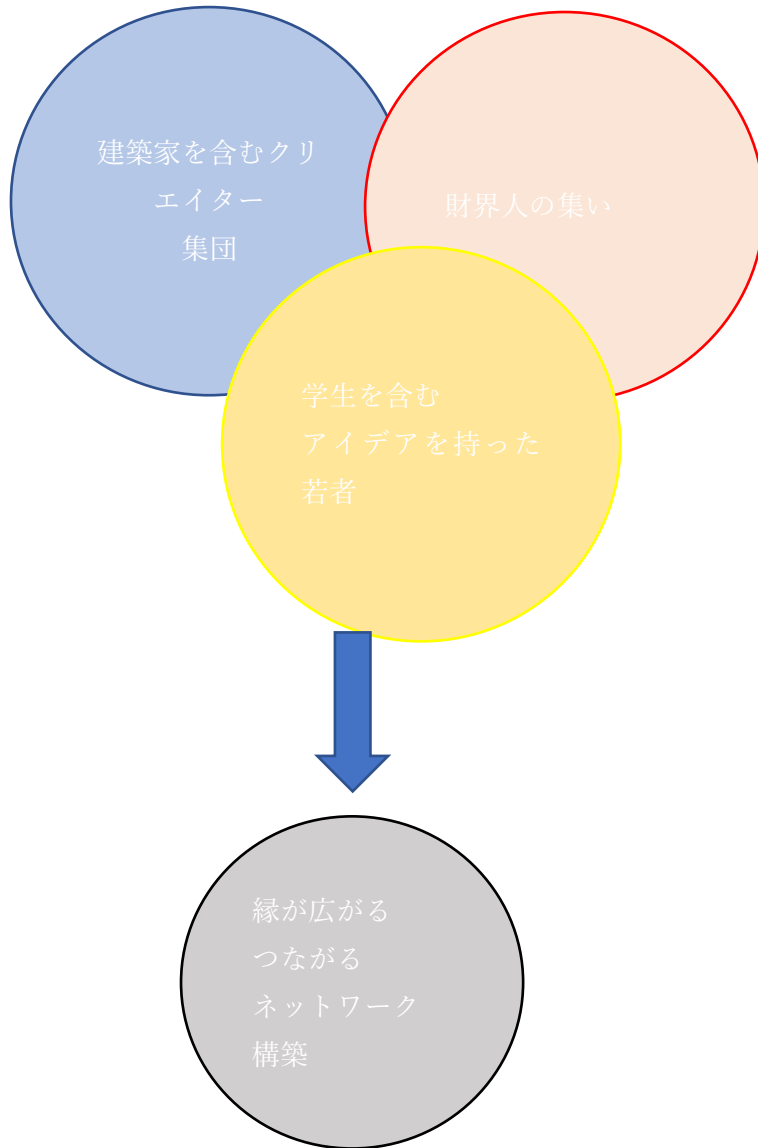 建築家を含むクリ
エイター
集団
財界人の集い
学生を含む
アイデアを持った
若者
縁が広がる
つながる
ネットワーク
構築